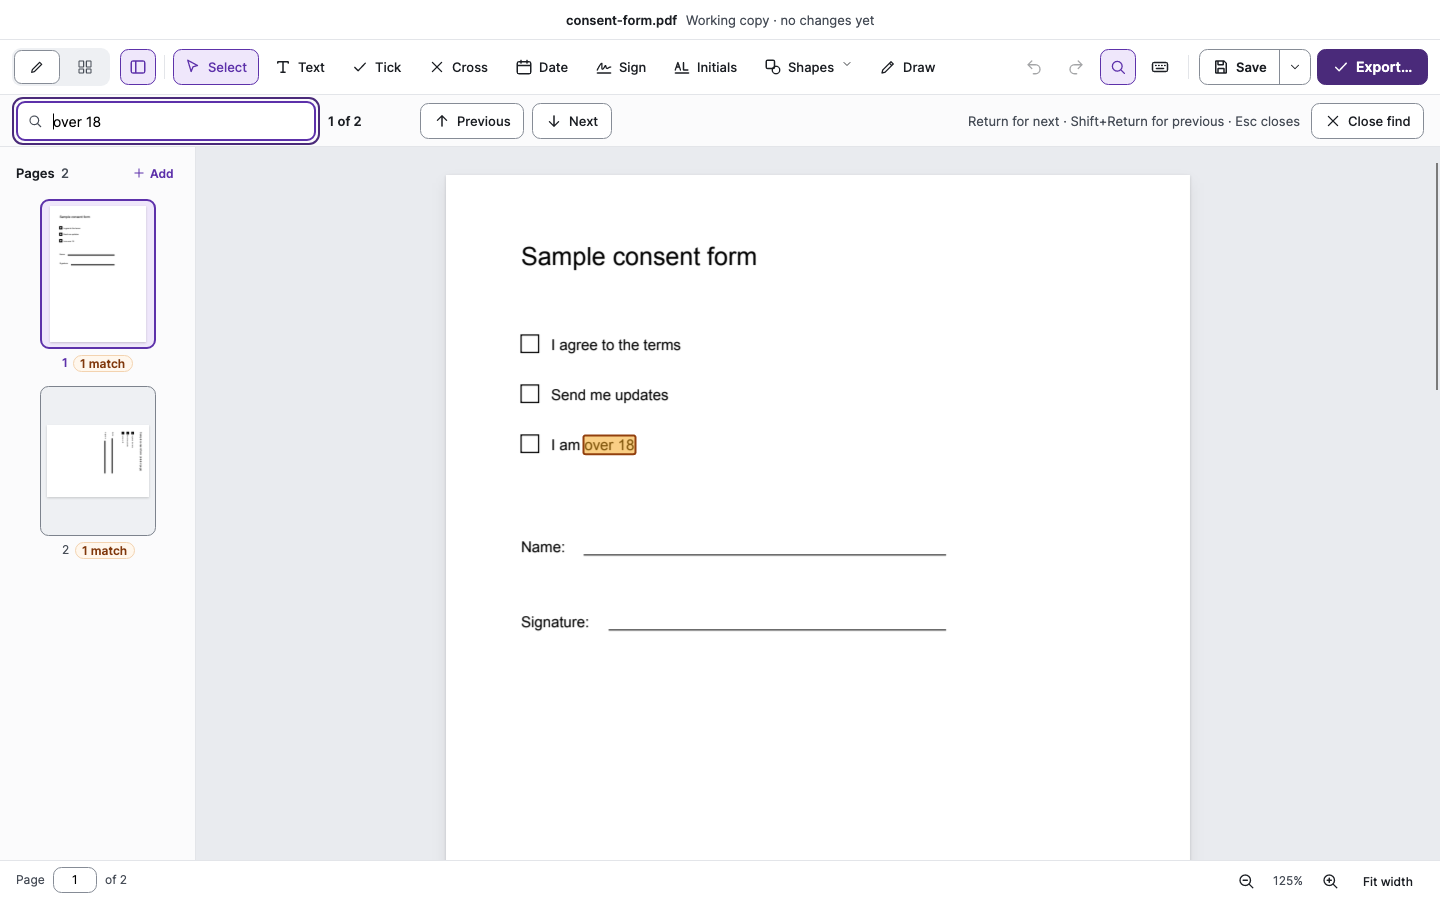 consent-form.pdf Working copy · no changes yet
Select Text Tick Cross Date Sign Initials Shapes Draw Save Export...
over 18 1 of 2 Previous Next Return for next · Shift+Return for previous · Esc closes Close find
Pages 2 Add
Sample consent form
1 1 match
2 1 match
Sample consent form
I agree to the terms
Send me updates
I am over 18
Name:
Signature:
Page 1 of 2 125% Fit width